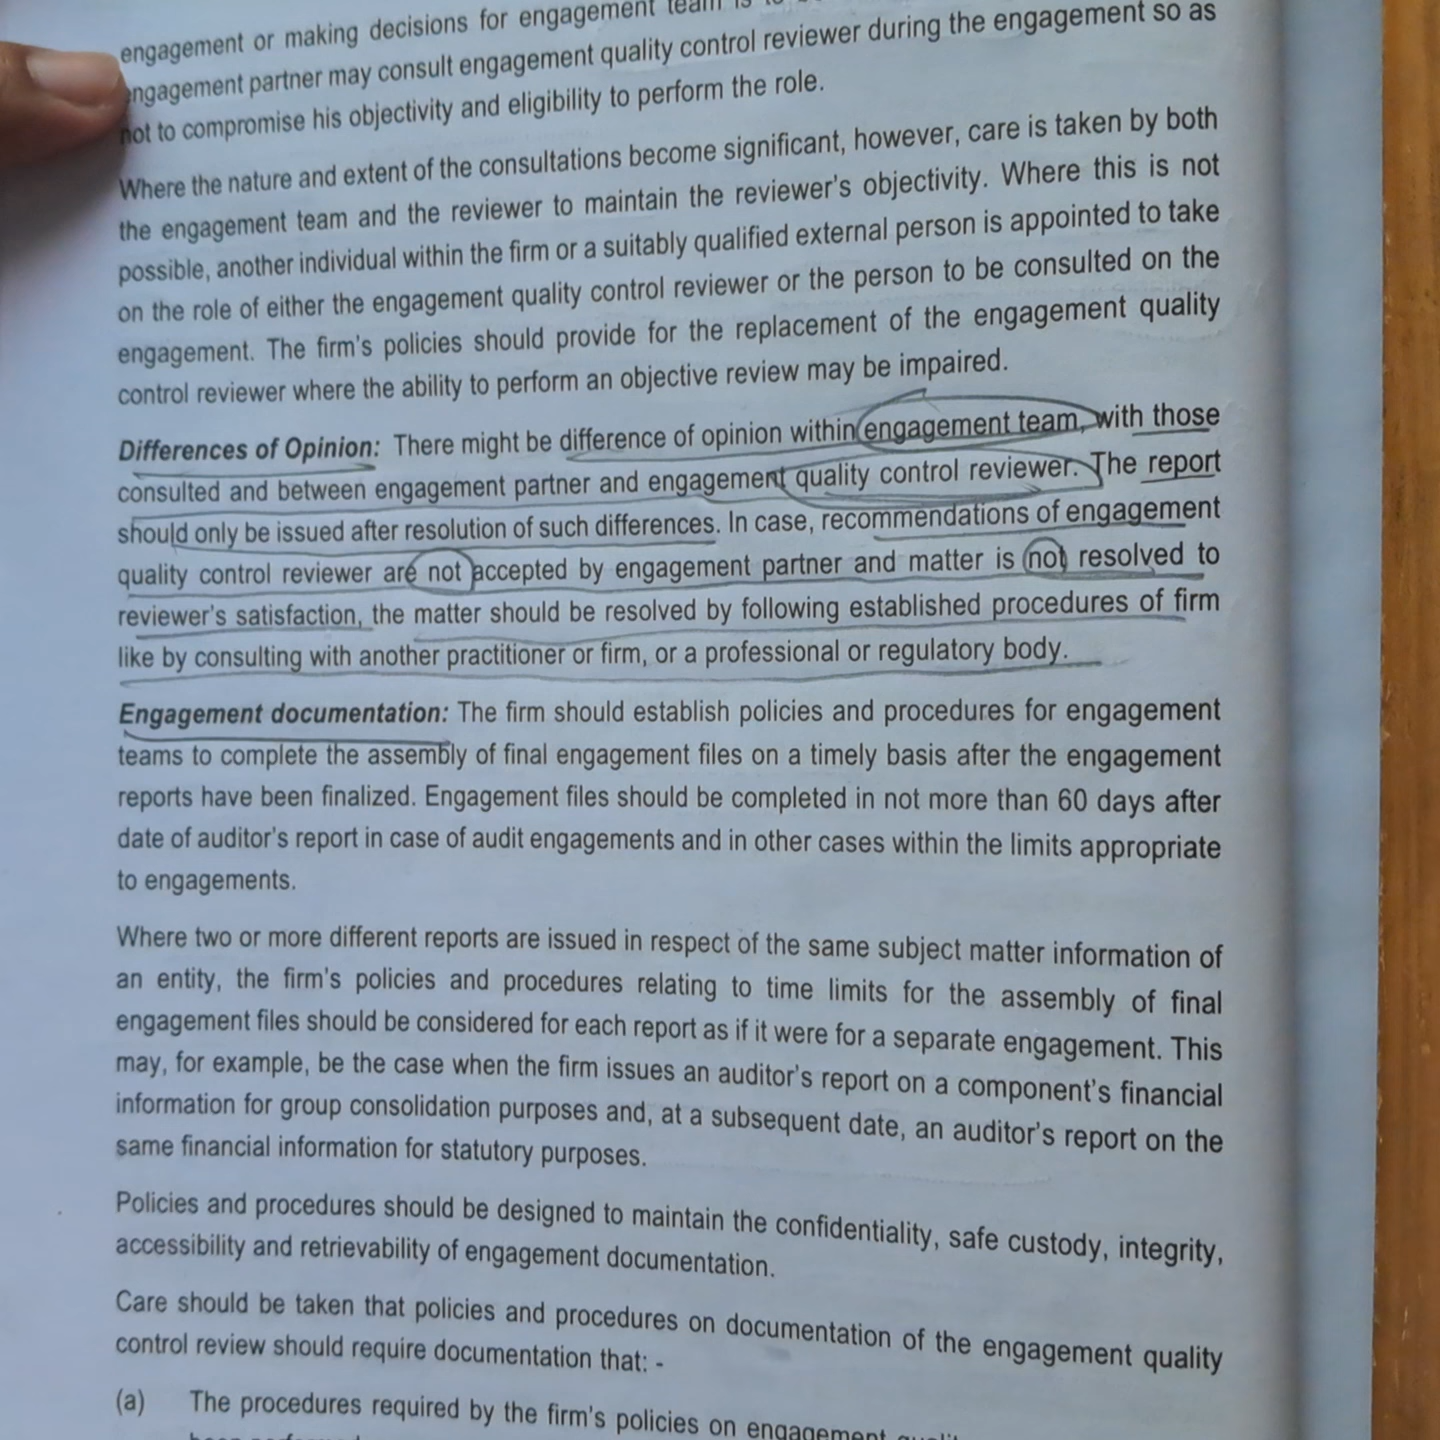 engagement or making decisions for engagement team is
engagement partner may consult engagement quality control reviewer during the engagement so as
not to compromise his objectivity and eligibility to perform the role.
Where the nature and extent of the consultations become significant, however, care is taken by both
the engagement team and the reviewer to maintain the reviewer's objectivity. Where this is not
possible, another individual within the firm or a suitably qualified external person is appointed to take
on the role of either the engagement quality control reviewer or the person to be consulted on the
engagement. The firm's policies should provide for the replacement of the engagement quality
control reviewer where the ability to perform an objective review may be impaired.
Differences of Opinion: There might be difference of opinion within engagement team, with those
consulted and between engagement partner and engagement quality control reviewer. The report
should only be issued after resolution of such differences. In case, recommendations of engagement
quality control reviewer are not accepted by engagement partner and matter is not resolved to
reviewer's satisfaction, the matter should be resolved by following established procedures of firm
like by consulting with another practitioner or firm, or a professional or regulatory body.
Engagement documentation: The firm should establish policies and procedures for engagement
teams to complete the assembly of final engagement files on a timely basis after the engagement
reports have been finalized. Engagement files should be completed in not more than 60 days after
date of auditor's report in case of audit engagements and in other cases within the limits appropriate
to engagements.
Where two or more different reports are issued in respect of the same subject matter information of
an entity, the firm's policies and procedures relating to time limits for the assembly of final
engagement files should be considered for each report as if it were for a separate engagement. This
may, for example, be the case when the firm issues an auditor's report on a component's financial
information for group consolidation purposes and, at a subsequent date, an auditor's report on the
same financial information for statutory purposes.
Policies and procedures should be designed to maintain the confidentiality, safe custody, integrity,
accessibility and retrievability of engagement documentation.
Care should be taken that policies and procedures on documentation of the engagement quality
control review should require documentation that: -
(a) The procedures required by the firm's policies on engagement